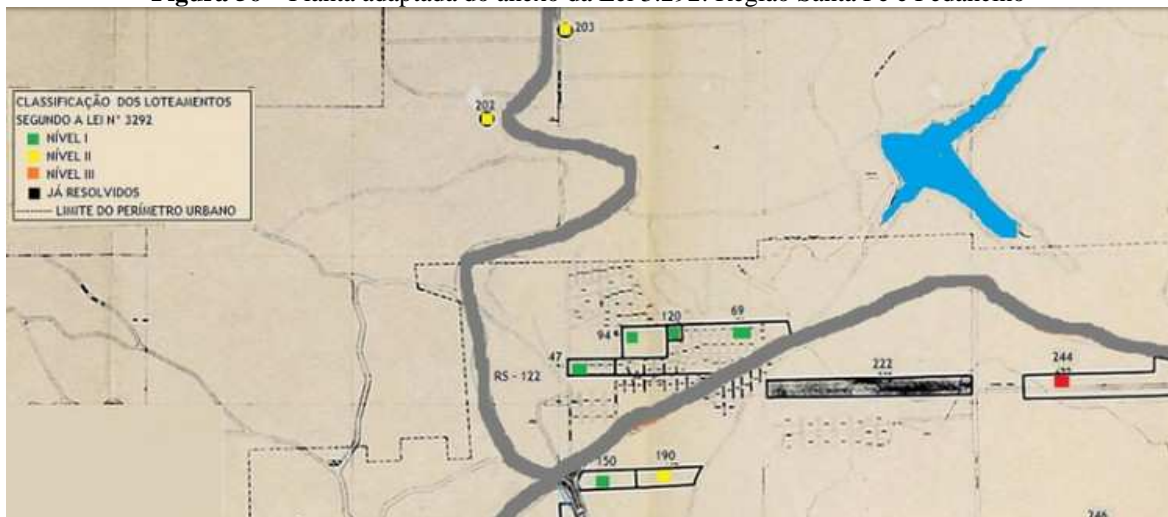 Figura 56 – Planta adaptada do anexo da Lei 3.292: Região Santa Fé e Pedancino
203
202
CLASSIFICAÇÃO DOS LOTEAMENTOS
SEGUNDO A LEI N° 3292
NÍVEL I
NÍVEL II
NÍVEL III
JÁ RESOLVIDOS
LIMITE DO PERÍMETRO URBANO
120
69
94
47
RS - 122
222
244
150
190
246